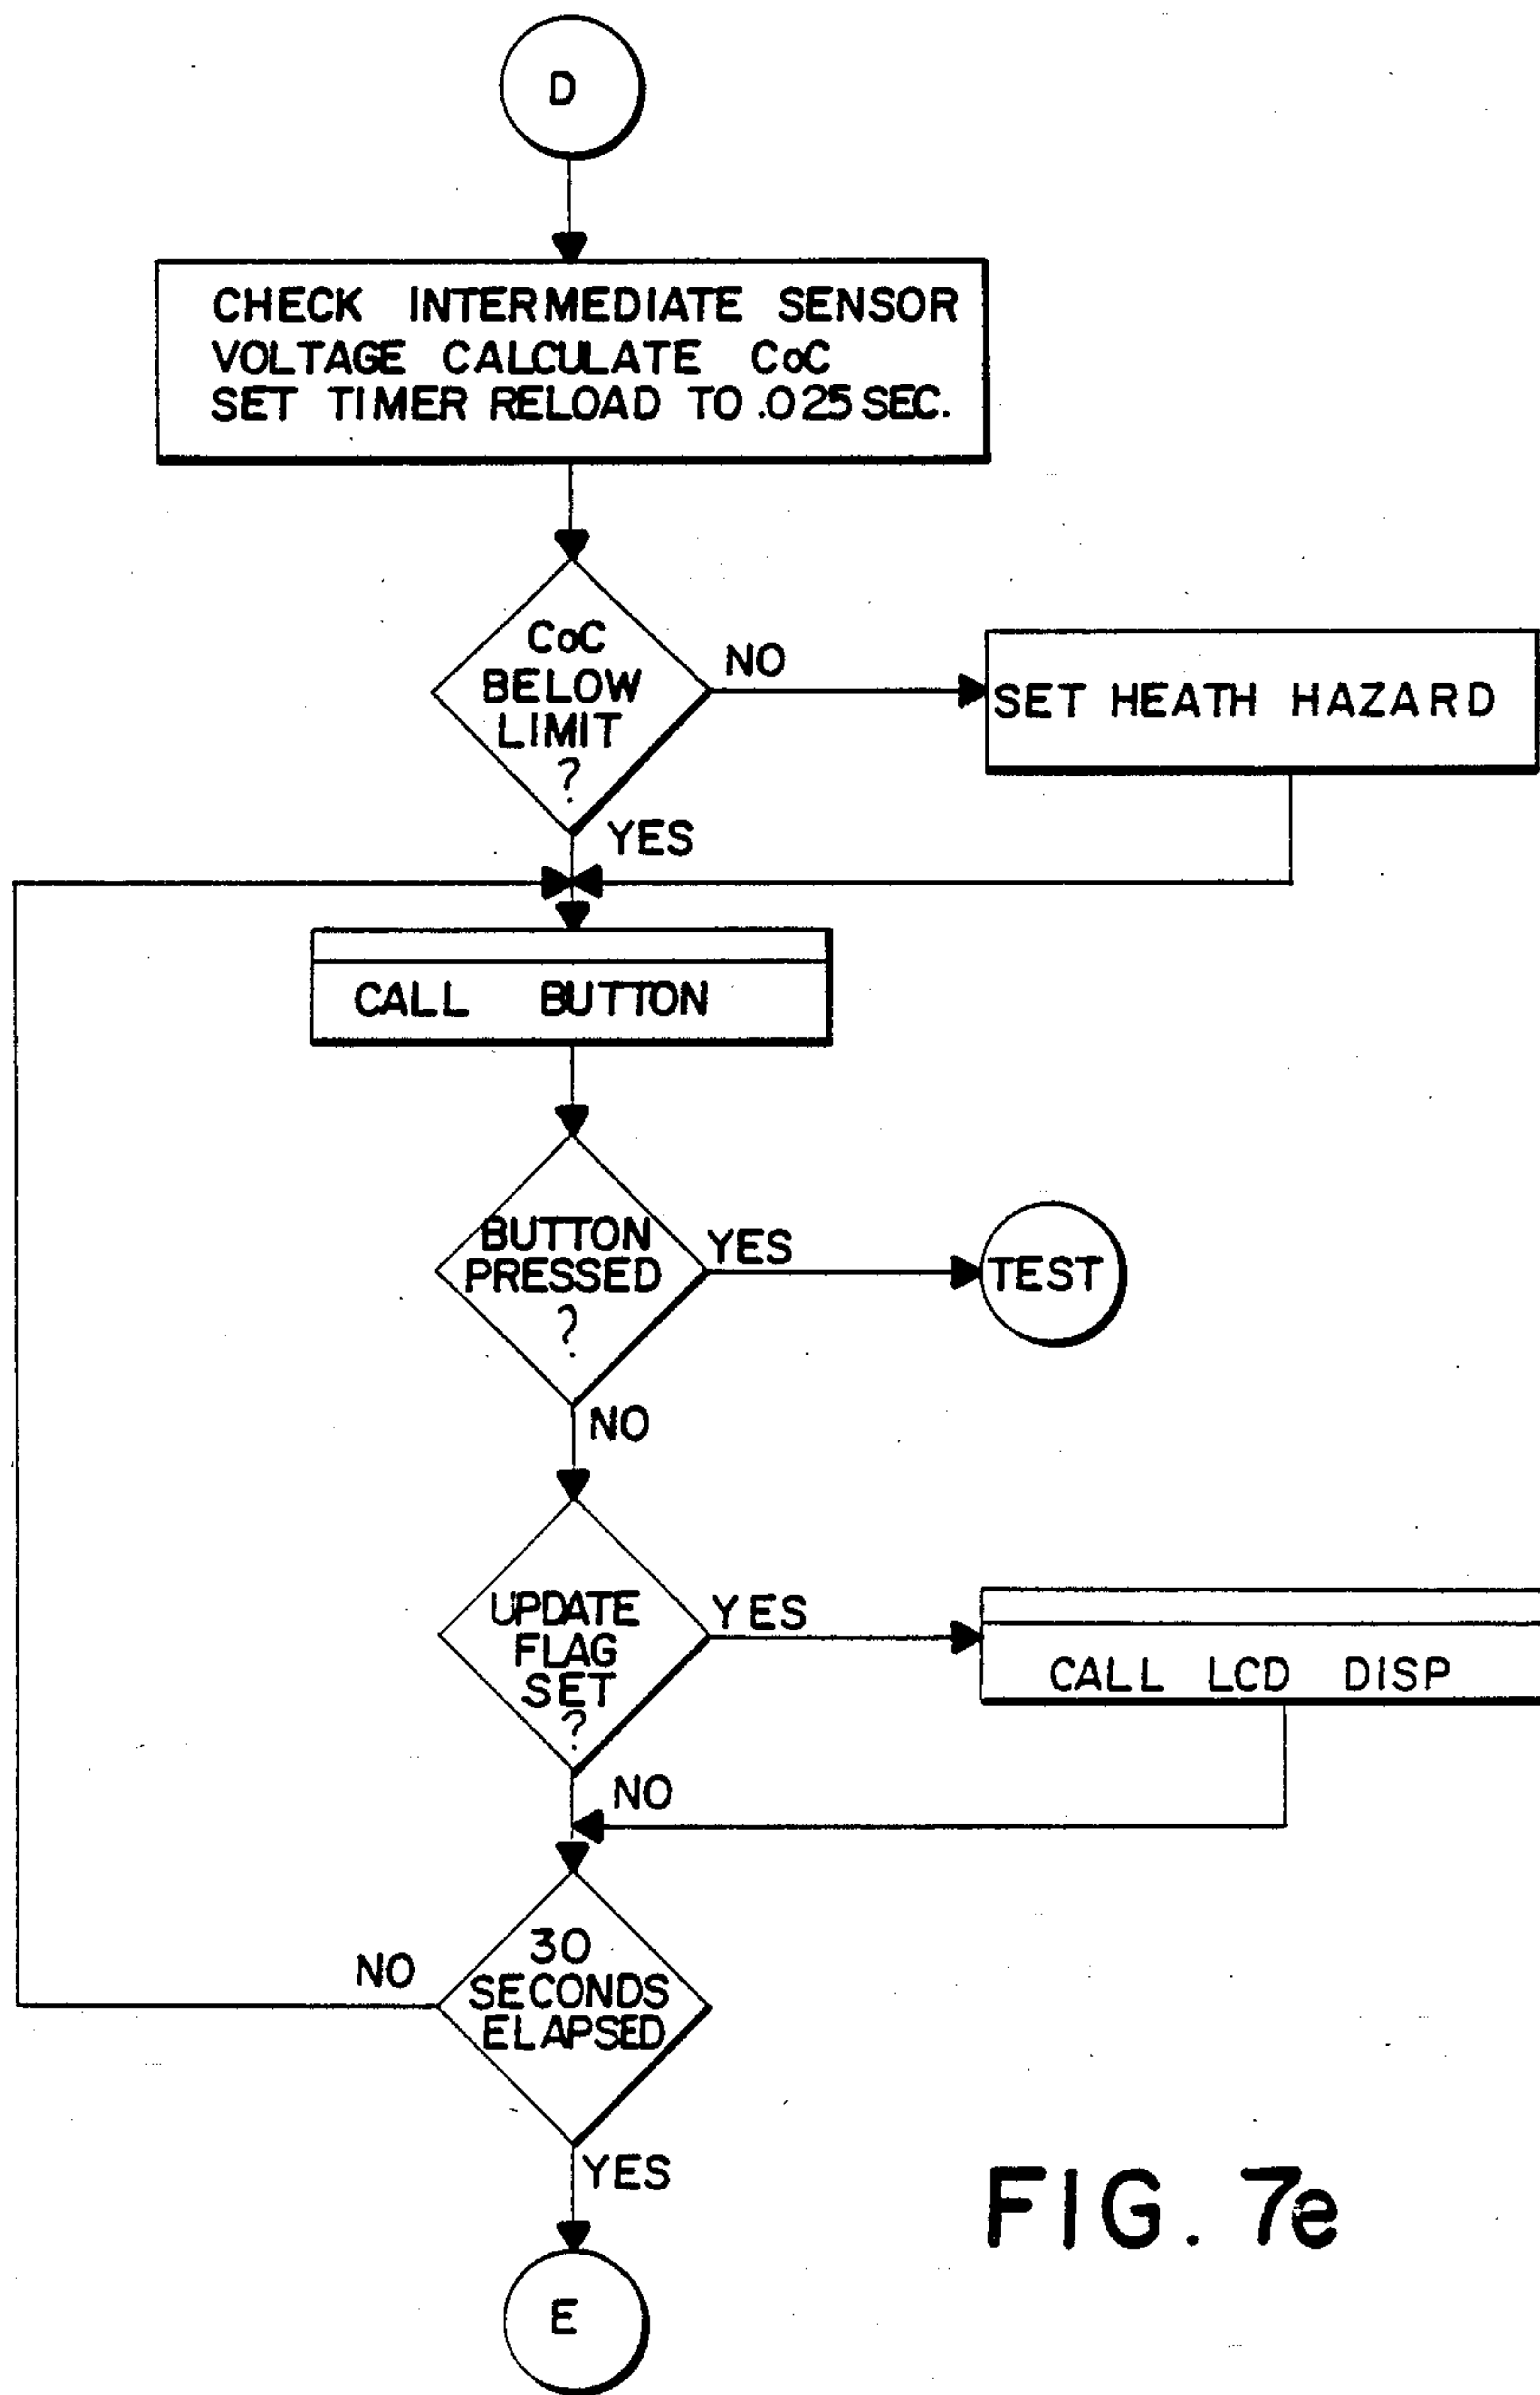 D
CHECK INTERMEDIATE SENSOR
VOLTAGE CALCULATE CoC
SET TIMER RELOAD TO .025 SEC.
CoC
BELOW
LIMIT
?
NO
SET HEATH HAZARD
YES
CALL BUTTON
BUTTON
PRESSED
?
YES
TEST
NO
UPDATE
FLAG
SET
?
YES
CALL LCD DISP
NO
30
SECONDS
ELAPSED
NO
YES
E
FIG. 7e